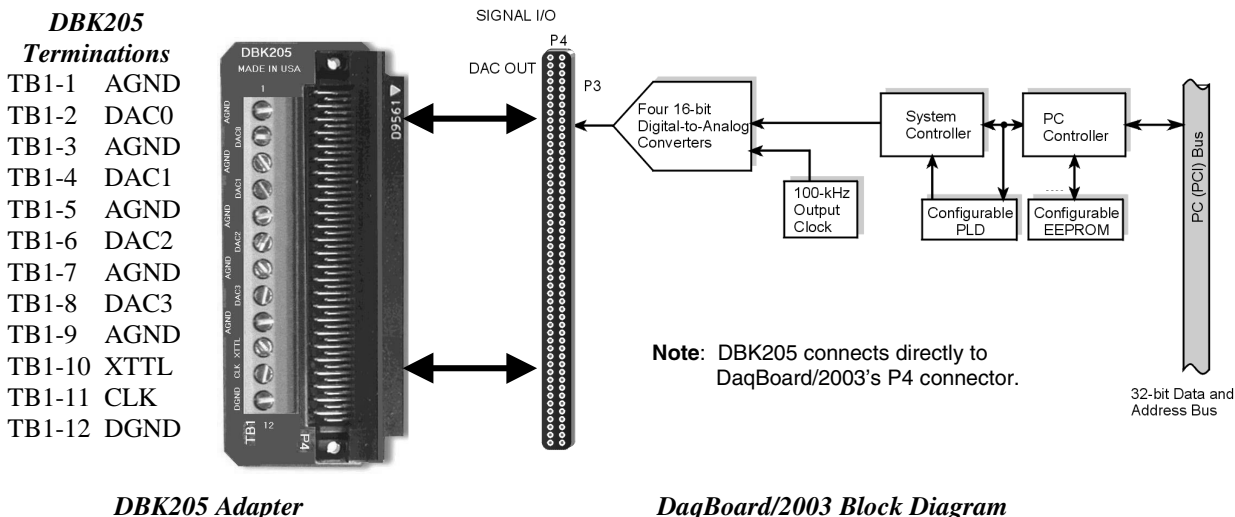 DBK205
Terminations
TB1-1 AGND
TB1-2 DAC0
TB1-3 AGND
TB1-4 DAC1
TB1-5 AGND
TB1-6 DAC2
TB1-7 AGND
TB1-8 DAC3
TB1-9 AGND
TB1-10 XTTL
TB1-11 CLK
TB1-12 DGND
DBK205
MADE IN USA
1
AGND
DAC0
AGND
DAC1
AGND
DAC2
AGND
DAC3
AGND
XTTL
CLK
DGND
TB1
12
P4
09561
SIGNAL I/O
P4
DAC OUT
P3
Four 16-bit
Digital-to-Analog
Converters
100-kHz
Output
Clock
System
Controller
PC
Controller
Configurable
PLD
....
Configurable
EEPROM
PC (PCI) Bus
32-bit Data and
Address Bus
Note: DBK205 connects directly to
DaqBoard/2003's P4 connector.
DBK205 Adapter
DaqBoard/2003 Block Diagram